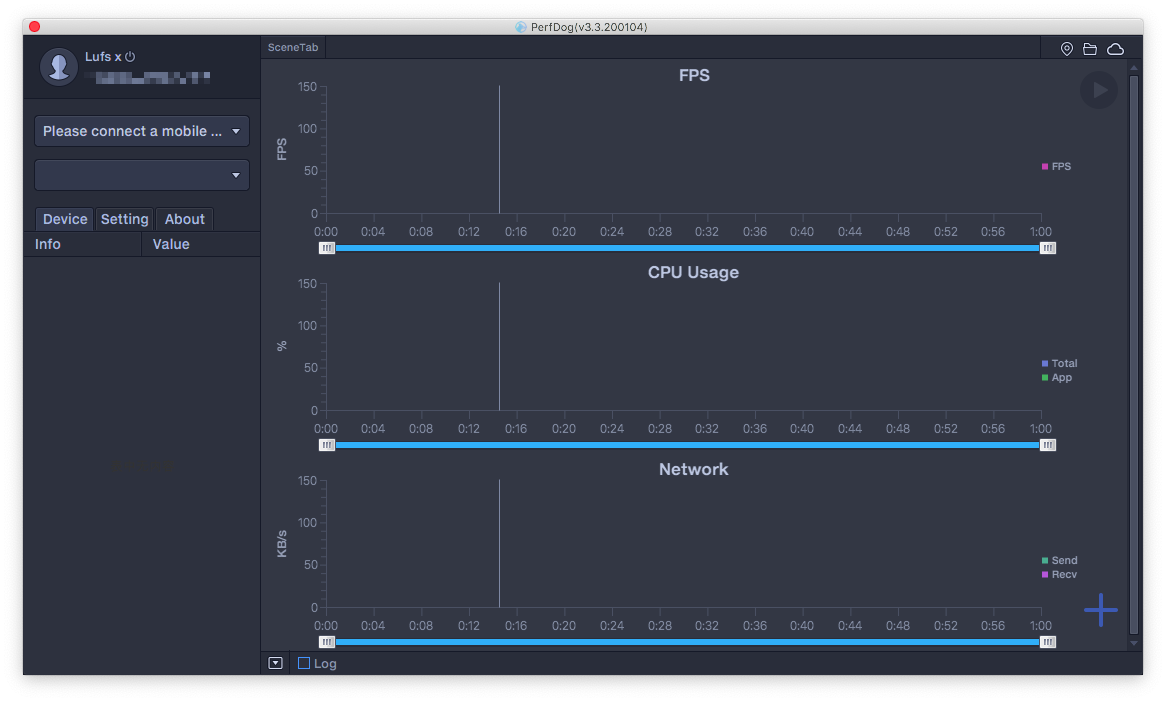 PerfDog(v3.3.200104)
Lufs x
SceneTab
Please connect a mobile ...
Device Setting About
Info Value
FPS
150
100
50
0
FPS
FPS
0:00 0:04 0:08 0:12 0:16 0:20 0:24 0:28 0:32 0:36 0:40 0:44 0:48 0:52 0:56 1:00
CPU Usage
150
100
50
0
%
Total
App
0:00 0:04 0:08 0:12 0:16 0:20 0:24 0:28 0:32 0:36 0:40 0:44 0:48 0:52 0:56 1:00
Network
150
100
50
0
KB/s
Send
Recv
0:00 0:04 0:08 0:12 0:16 0:20 0:24 0:28 0:32 0:36 0:40 0:44 0:48 0:52 0:56 1:00
Log